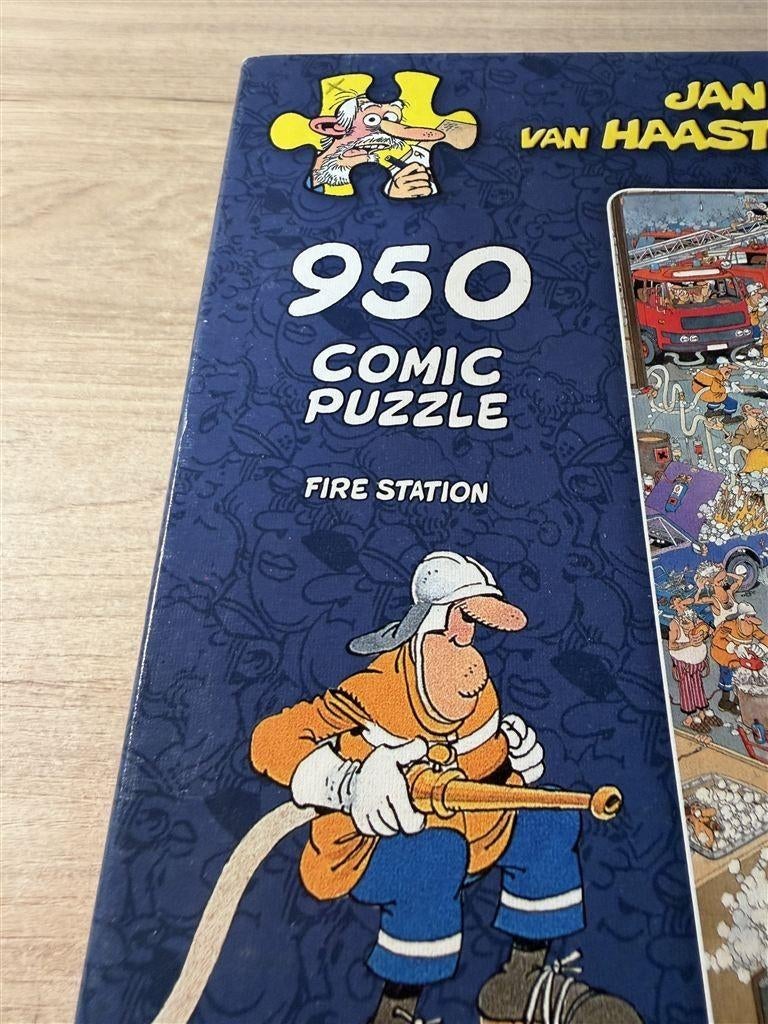 JAN
VAN HAAST
950
COMIC
PUZZLE
FIRE STATION